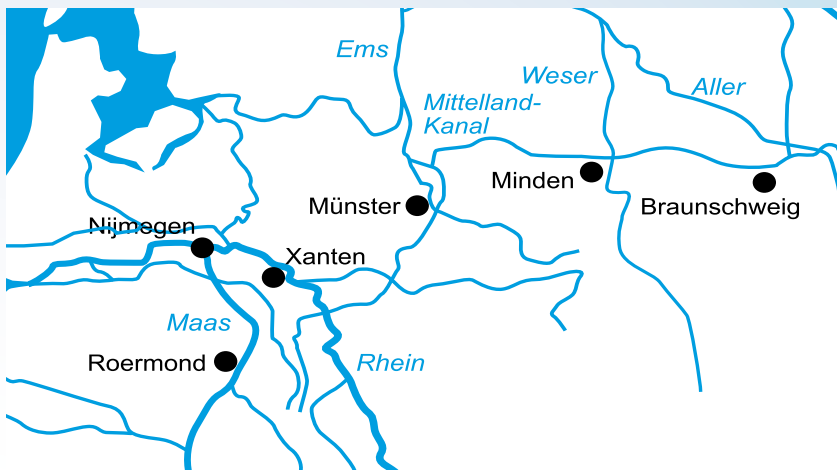 Ems
Weser
Aller
Mittelland-
Kanal
Minden
Münster
Braunschweig
Nijmegen
Xanten
Maas
Roermond
Rhein